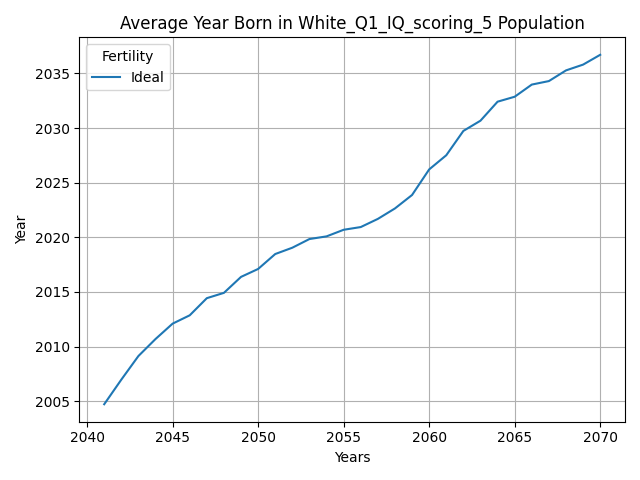 Average Year Born in White_Q1_IQ_scoring_5 Population
Fertility
Ideal
2035
2030
2025
2020
2015
2010
2005
Year
2040 2045 2050 2055 2060 2065 2070
Years